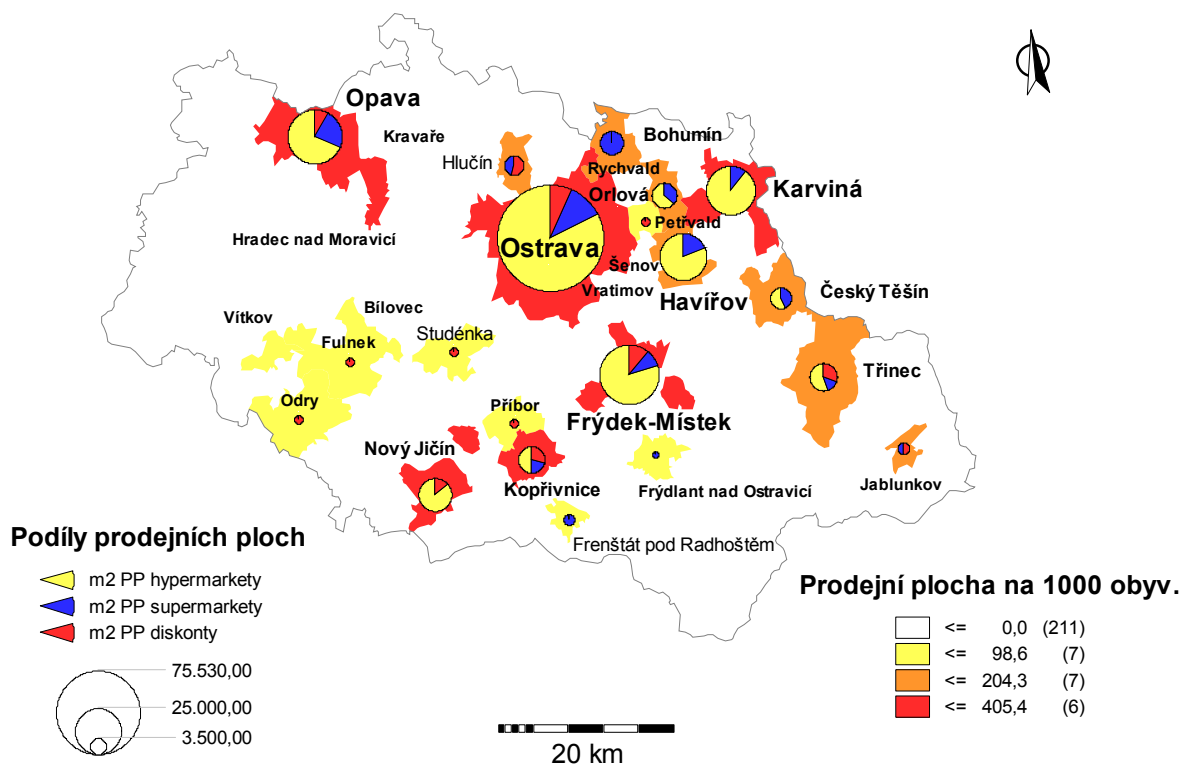 Opava
Kravaře
Hlučín
Bohumín
Rychvald
Orlová
Karviná
Petřvald
Hradec nad Moravicí
Ostrava
Šenov
Vratimov
Havířov
Český Těšín
Bílovec
Vítkov
Studénka
Fulnek
Třinec
Odry
Příbor
Frýdek-Místek
Nový Jičín
Kopřivnice
Frýdlant nad Ostravicí
Jablunkov
Frenštát pod Radhoštěm
Podíly prodejních ploch
m2 PP hypermarkety
m2 PP supermarkety
m2 PP diskonty
75.530,00
25.000,00
3.500,00
20 km
Prodejní plocha na 1000 obyv.
<= 0,0 (211)
<= 98,6 (7)
<= 204,3 (7)
<= 405,4 (6)